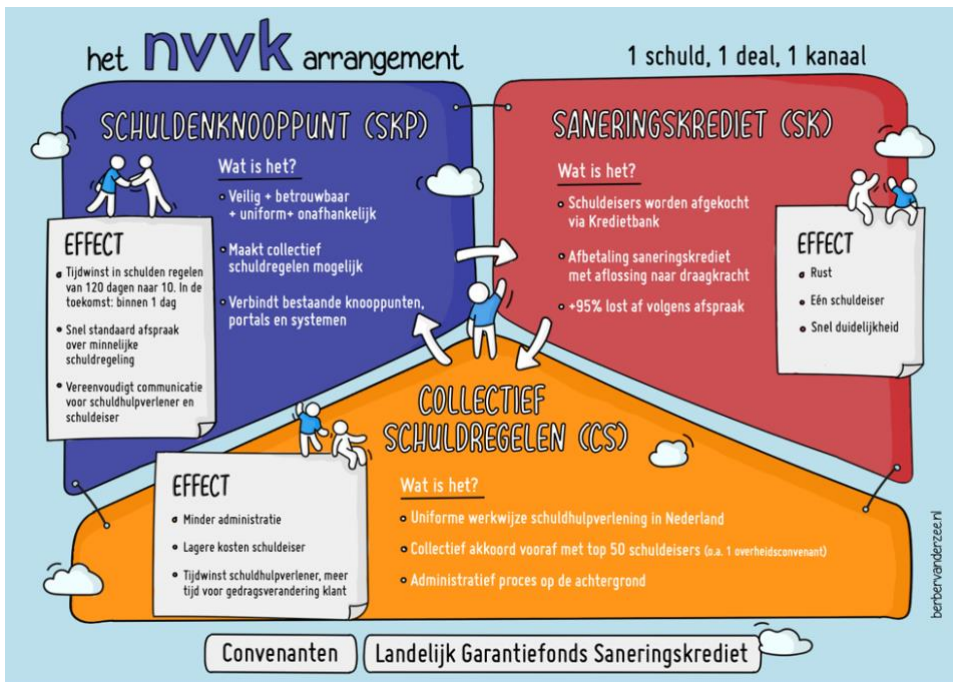 het nvvk arrangement
1 schuld, 1 deal, 1 kanaal
SCHULDENKNOOPPUNT (SKP)
Wat is het?
Veilig + betrouwbaar
+ uniform+ onafhankelijk
Maakt collectief
schuldregelen mogelijk
Verbindt bestaande knooppunten,
portals en systemen
EFFECT
Tijdwinst in schulden regelen
van 120 dagen naar 10. In de
toekomst: binnen 1 dag
Snel standaard afspraak
over minnelijke
schuldregeling
Vereenvoudigt communicatie
voor schuldhulpverlener en
schuldeiser
SANERINGSKREDIET (SK)
Wat is het?
Schuldeisers worden afgekocht
via Kredietbank
Afbetaling saneringskrediet
met aflossing naar draagkracht
+95% lost af volgens afspraak
EFFECT
Rust
Eén schuldeiser
Snel duidelijkheid
COLLECTIEF
SCHULDREGELEN (CS)
Wat is het?
Uniforme werkwijze schuldhulpverlening in Nederland
Collectief akkoord vooraf met top 50 schuldeisers (o.a. 1 overheidsconvenant)
Administratief proces op de achtergrond
EFFECT
Minder administratie
Lagere kosten schuldeiser
Tijdwinst schuldhulpverlener, meer
tijd voor gedragsverandering klant
Convenanten
Landelijk Garantiefonds Saneringskrediet
berbervanderzee.nl